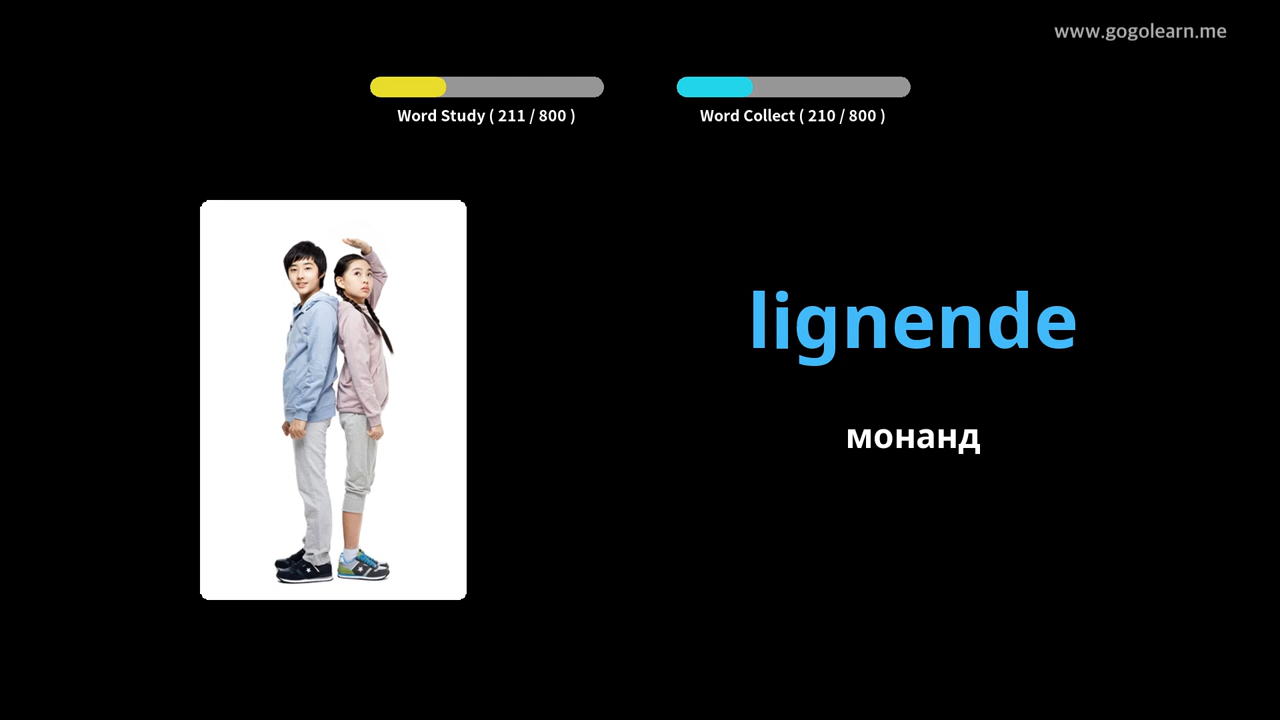 www.gogolearn.me
Word Study ( 211 / 800 )
Word Collect ( 210 / 800 )
lignende
монанд